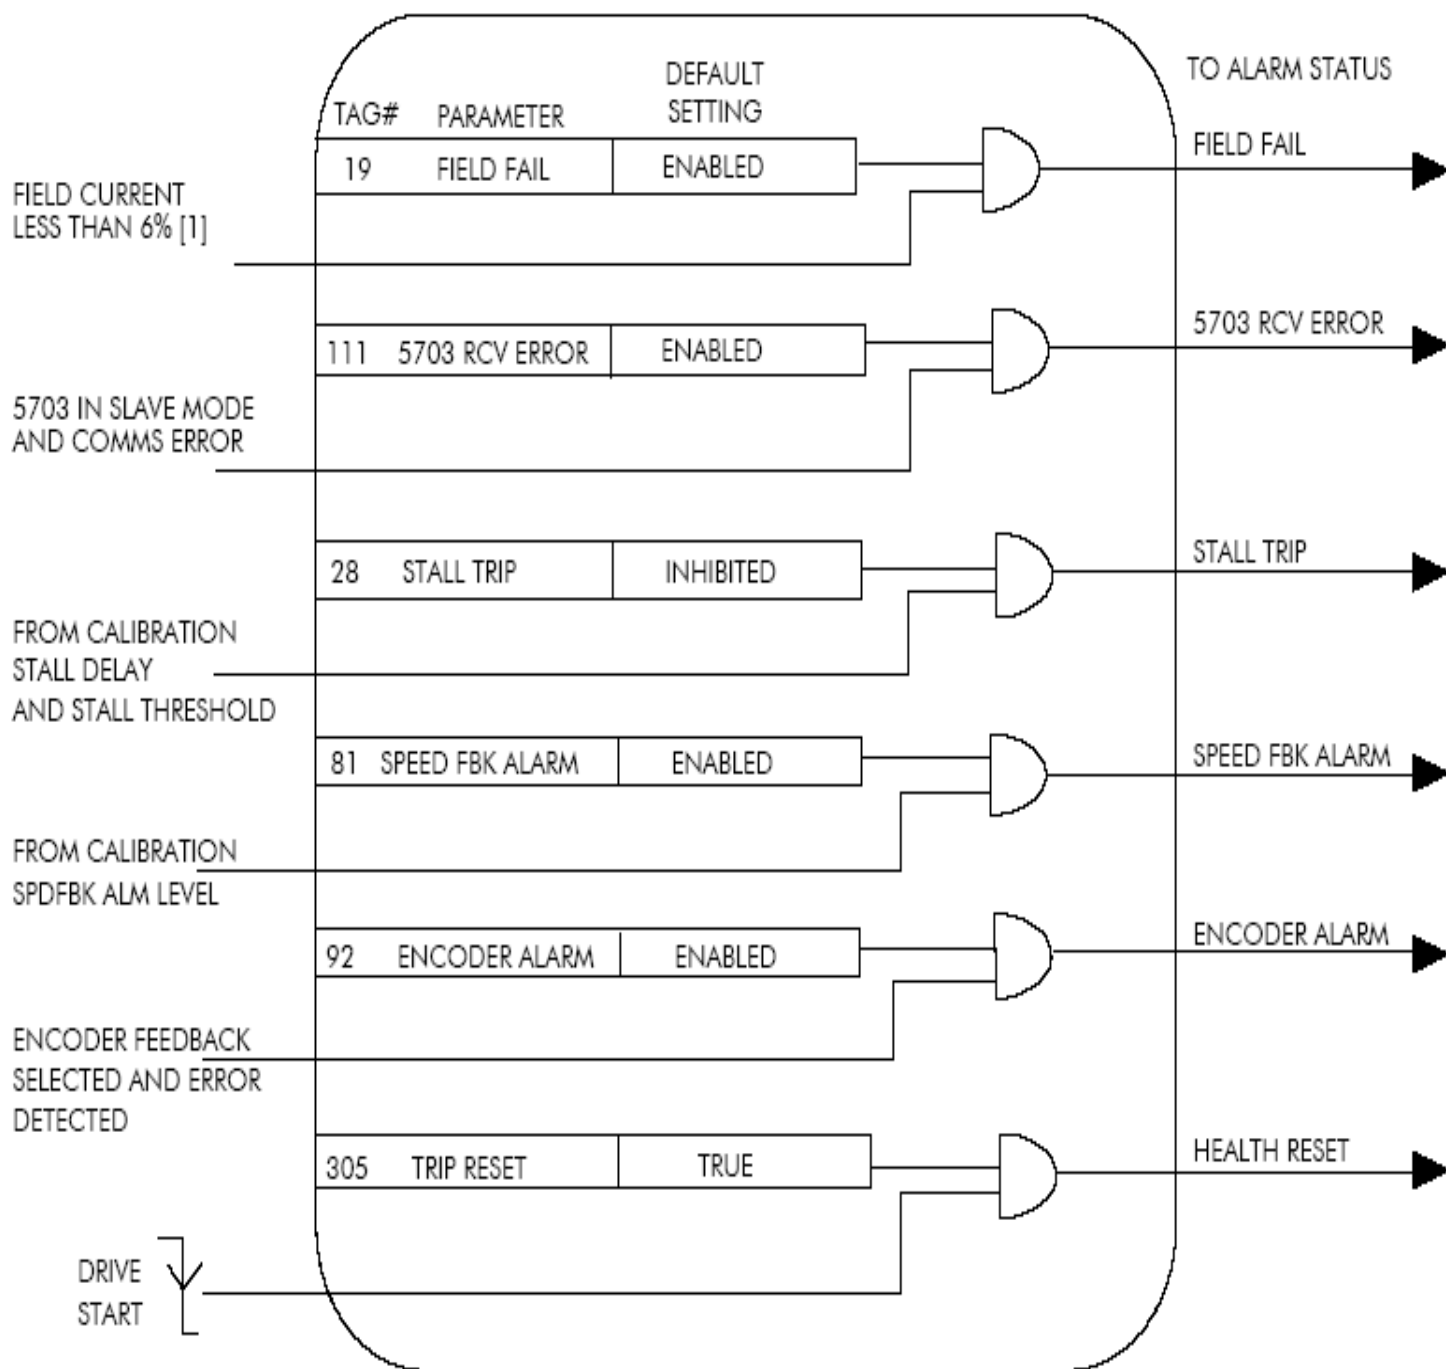 DEFAULT
SETTING
TO ALARM STATUS
TAG# PARAMETER
19 FIELD FAIL ENABLED
FIELD FAIL
FIELD CURRENT
LESS THAN 6% [1]
111 5703 RCV ERROR ENABLED
5703 RCV ERROR
5703 IN SLAVE MODE
AND COMMS ERROR
28 STALL TRIP INHIBITED
STALL TRIP
FROM CALIBRATION
STALL DELAY
AND STALL THRESHOLD
81 SPEED FBK ALARM ENABLED
SPEED FBK ALARM
FROM CALIBRATION
SPDFBK ALM LEVEL
92 ENCODER ALARM ENABLED
ENCODER ALARM
ENCODER FEEDBACK
SELECTED AND ERROR
DETECTED
305 TRIP RESET TRUE
HEALTH RESET
DRIVE
START